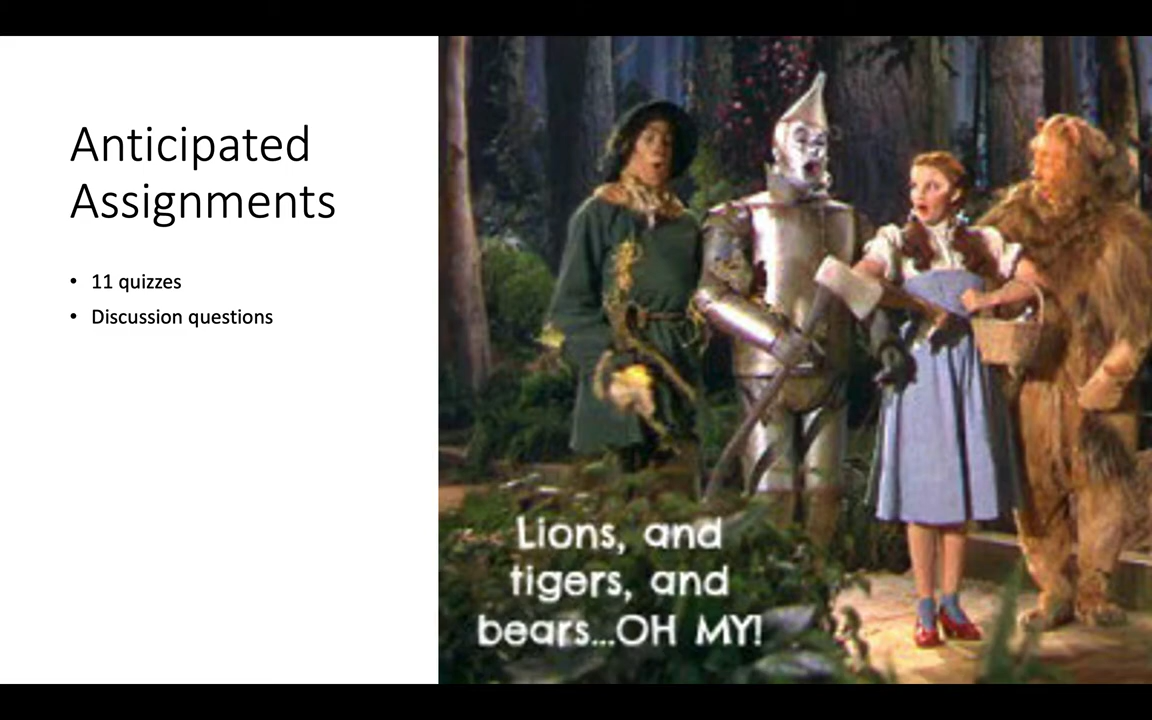 Anticipated
Assignments
• 11 quizzes
• Discussion questions
Lions, and
tigers, and
bears...OH MY!